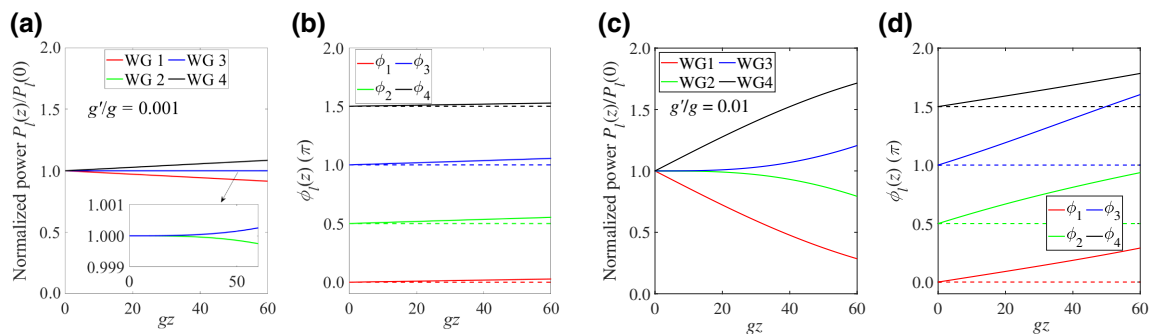 (a)
Normalized power P_l(z)/P_l(0)
2.0
1.5
1.0
0.5
0.0
WG 1 WG 3
WG 2 WG 4
g′/g = 0.001
1.001
1.000
0.999
0 50
0 20 40 60
gz
(b)
ϕ_l(z) (π)
2.0
1.5
1.0
0.5
0.0
ϕ_1 ϕ_3
ϕ_2 ϕ_4
0 20 40 60
gz
(c)
Normalized power P_l(z)/P_l(0)
2.0
1.5
1.0
0.5
0.0
WG1 WG3
WG2 WG4
g′/g = 0.01
0 20 40 60
gz
(d)
ϕ_l(z) (π)
2.0
1.5
1.0
0.5
0.0
ϕ_1 ϕ_3
ϕ_2 ϕ_4
0 20 40 60
gz